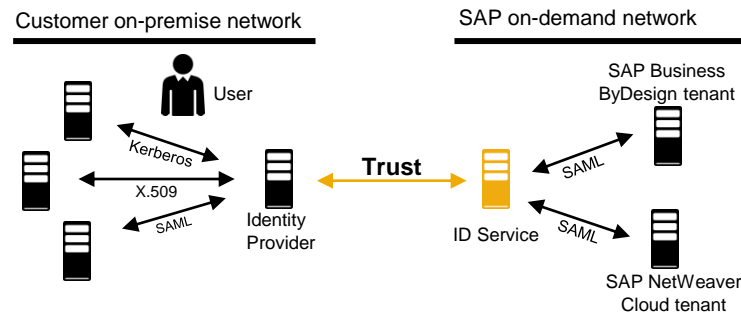 Customer on-premise network
SAP on-demand network
User
SAP Business
ByDesign tenant
Kerberos
X.509
SAML
Identity
Provider
Trust
ID Service
SAML
SAML
SAP NetWeaver
Cloud tenant